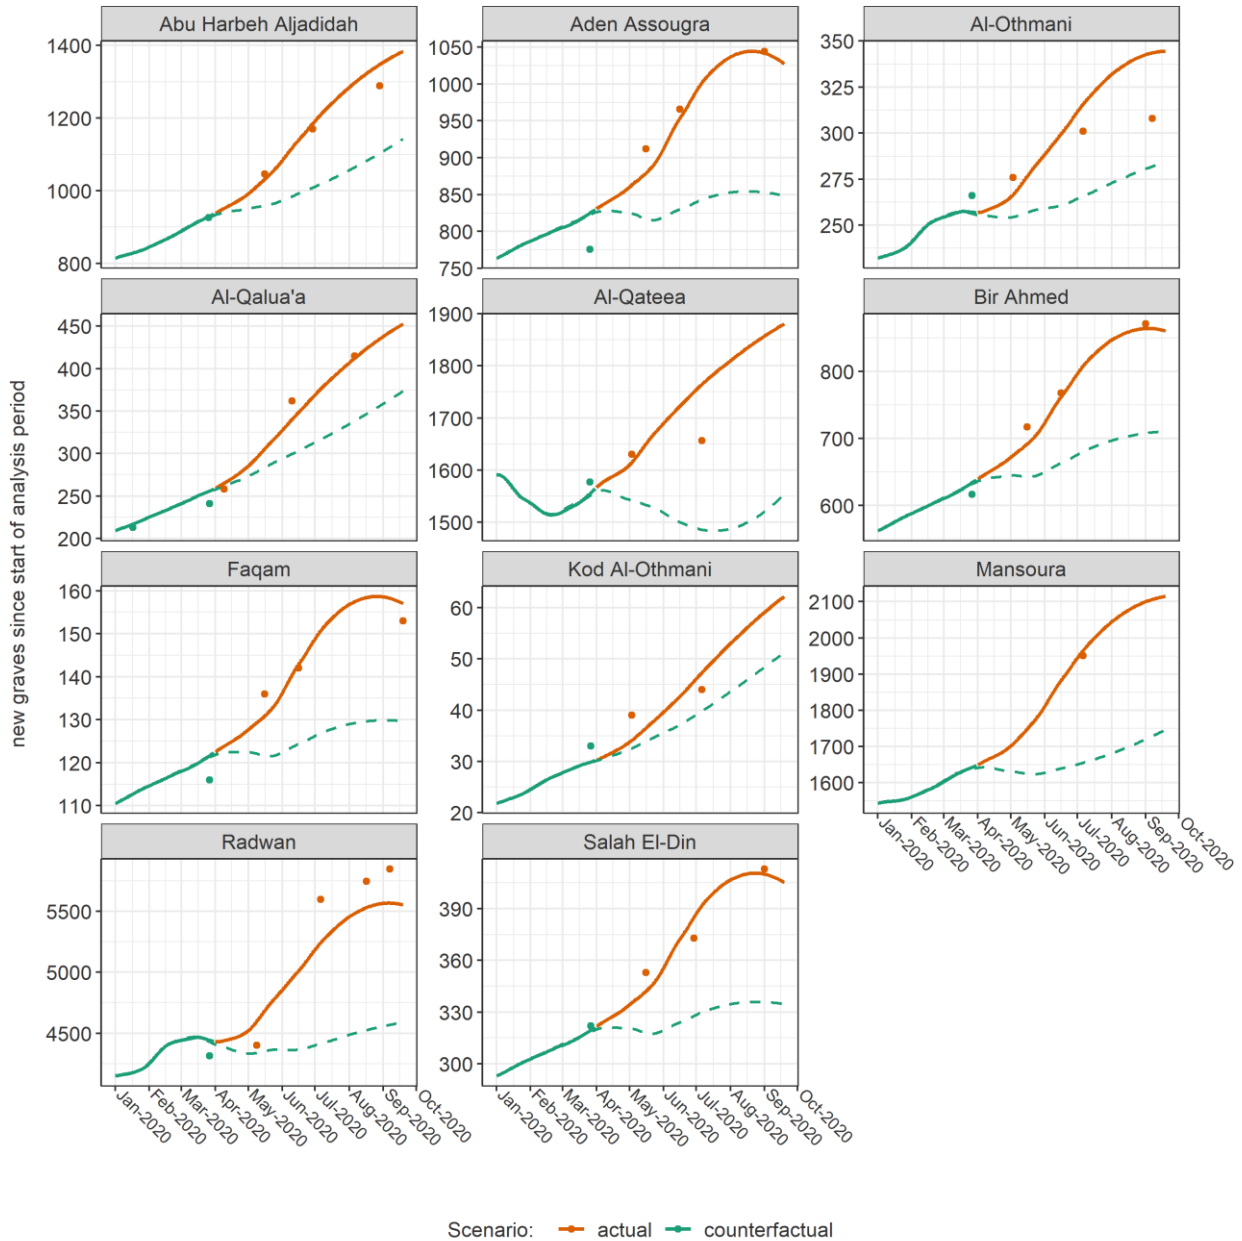 new graves since start of analysis period
Abu Harbeh Aljadidah
1400
1200
1000
800
Aden Assougra
1050
1000
950
900
850
800
750
Al-Othmani
350
325
300
275
250
Al-Qalua'a
450
400
350
300
250
200
Al-Qateea
1900
1800
1700
1600
1500
Bir Ahmed
800
700
600
Faqam
160
150
140
130
120
110
Kod Al-Othmani
60
50
40
30
20
Mansoura
2100
2000
1900
1800
1700
1600
Jan-2020
Feb-2020
Mar-2020
Apr-2020
May-2020
Jun-2020
Jul-2020
Aug-2020
Sep-2020
Oct-2020
Radwan
5500
5000
4500
Jan-2020
Feb-2020
Mar-2020
Apr-2020
May-2020
Jun-2020
Jul-2020
Aug-2020
Sep-2020
Oct-2020
Salah El-Din
390
360
330
300
Jan-2020
Feb-2020
Mar-2020
Apr-2020
May-2020
Jun-2020
Jul-2020
Aug-2020
Sep-2020
Oct-2020
Scenario: actual counterfactual